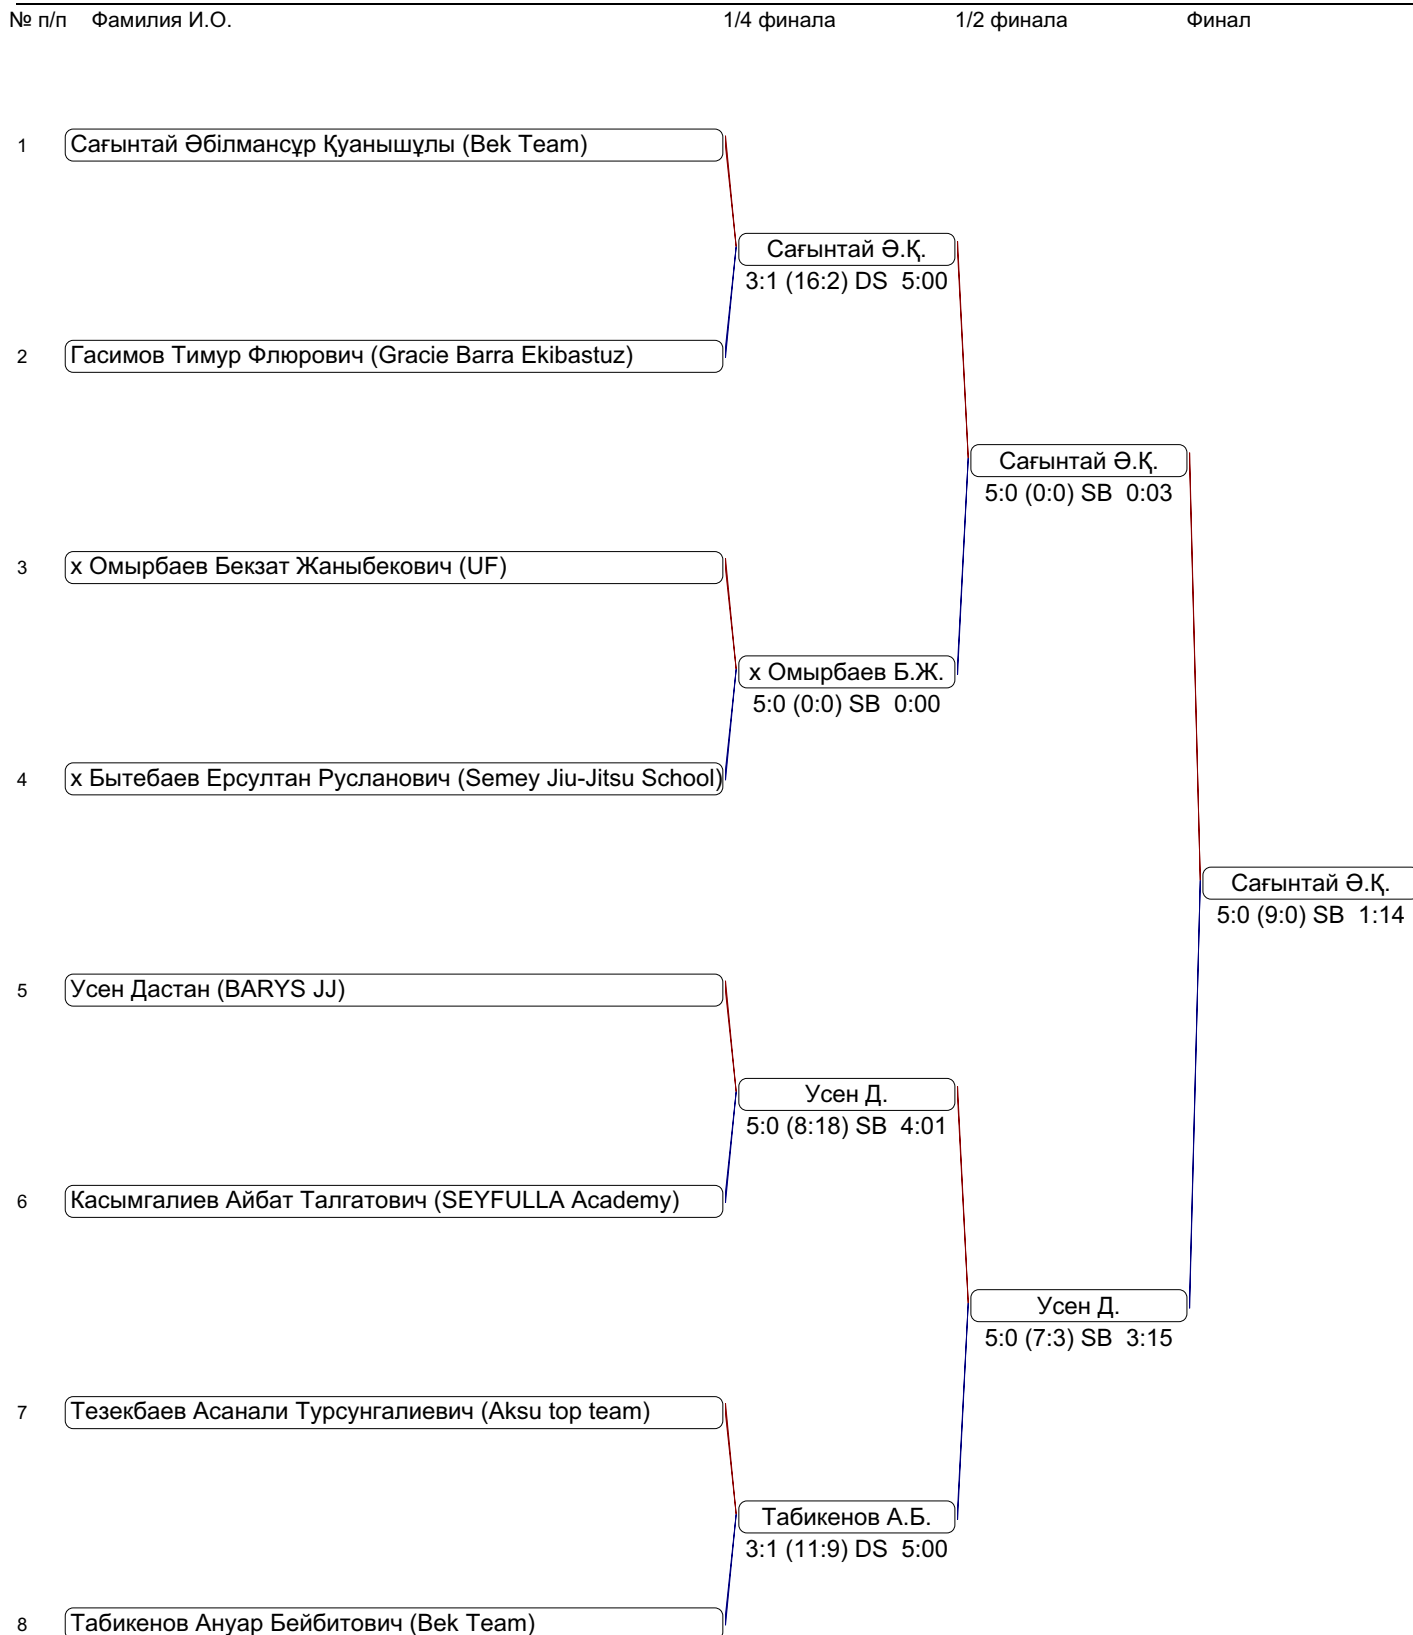 № п/п Фамилия И.О. 1/4 финала 1/2 финала Финал
1 Сағынтай Әбілмансұр Қуанышұлы (Bek Team)
Сағынтай Ә.Қ.
3:1 (16:2) DS 5:00
2 Гасимов Тимур Флюрович (Gracie Barra Ekibastuz)
Сағынтай Ә.Қ.
5:0 (0:0) SB 0:03
3 x Омырбаев Бекзат Жаныбекович (UF)
x Омырбаев Б.Ж.
5:0 (0:0) SB 0:00
4 x Бытебаев Ерсултан Русланович (Semey Jiu-Jitsu School)
Сағынтай Ә.Қ.
5:0 (9:0) SB 1:14
5 Усен Дастан (BARYS JJ)
Усен Д.
5:0 (8:18) SB 4:01
6 Касымгалиев Айбат Талгатович (SEYFULLA Academy)
Усен Д.
5:0 (7:3) SB 3:15
7 Тезекбаев Асанали Турсунгалиевич (Aksu top team)
Табикенов А.Б.
3:1 (11:9) DS 5:00
8 Табикенов Ануар Бейбитович (Bek Team)